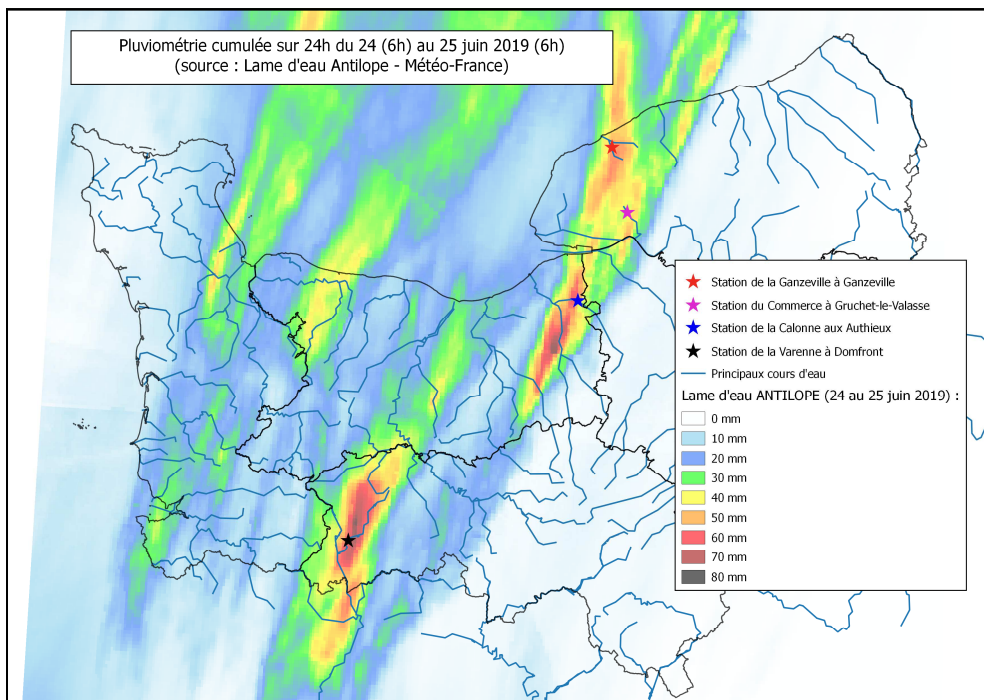 Pluviométrie cumulée sur 24h du 24 (6h) au 25 juin 2019 (6h)
(source : Lame d'eau Antilope - Météo-France)
Station de la Ganzeville à Ganzeville
Station du Commerce à Gruchet-le-Valasse
Station de la Calonne aux Authieux
Station de la Varenne à Domfront
Principaux cours d'eau
Lame d'eau ANTILOPE (24 au 25 juin 2019) :
0 mm
10 mm
20 mm
30 mm
40 mm
50 mm
60 mm
70 mm
80 mm